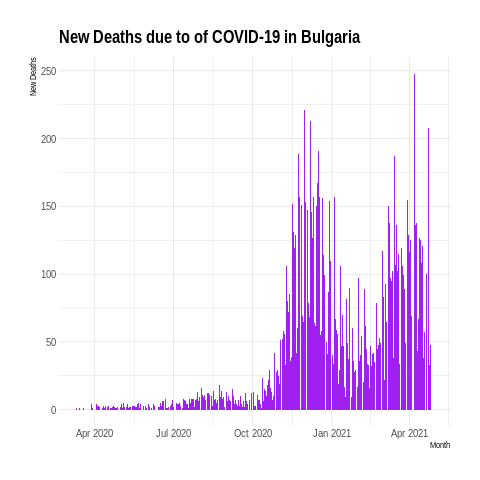 New Deaths due to of COVID-19 in Bulgaria
New Deaths
250
200
150
100
50
0
Apr 2020 Jul 2020 Oct 2020 Jan 2021 Apr 2021
Month